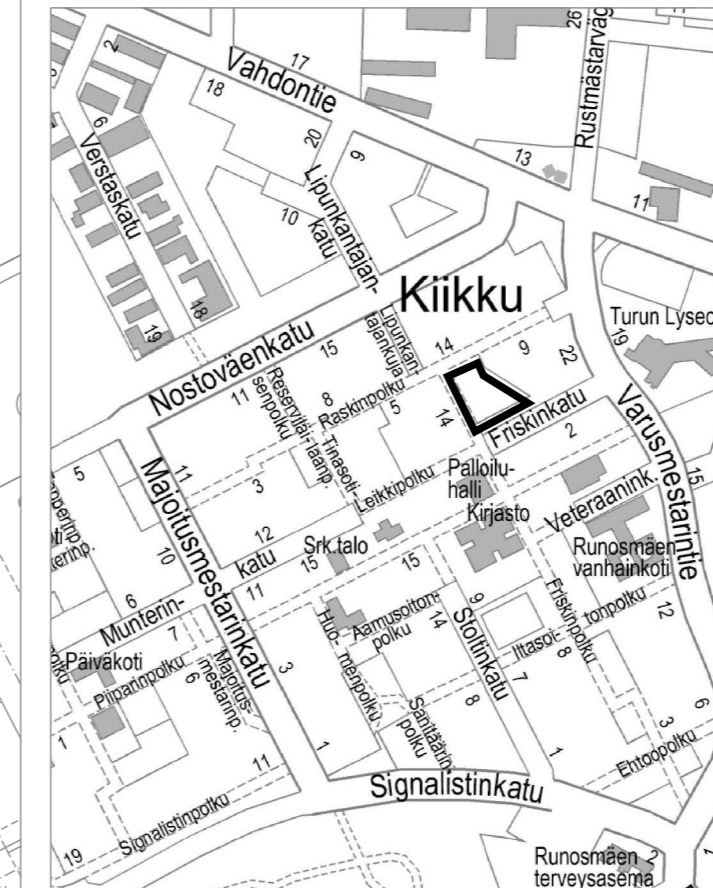 26
Rustmästarväg
2
17
Vahdontie
18
6
Verstaskatu
20
9
13
Lipunkantajan-
katu
10
11
Kiikku
18
19
Turun Lyseo
19
Nostoväenkatu
15
Lipunkan-
tajankuja
14
9
22
11
Reserviläi-
senpolku
8
Raskinpolku
5
14
Friskinkatu
2
Varusmestarintie
5
11
Majoitusmestarinkatu
3
Tinasoti-
laanp.
Leikkipolku
Palloilu-
halli
Kirjasto
15
Veteraanink.
10
12
katu
Srk.talo
15
15
11
Runosmäen
vanhainkoti
6
Munterin-
7
9
Friskinpolku
12
Päiväkoti
Piiparinpolku
6
Majoitus-
mestarinp.
3
Huo-
menpolku
Aamusoiton-
polku
14
Stoltinkatu
Iltasoi-
tonpolku
8
8
7
Sanitäärin-
polku
1
1
1
3
6
Ehtoopolku
11
Signalistinpolku
19
Signalistinkatu
Runosmäen
terveysasema
2
1